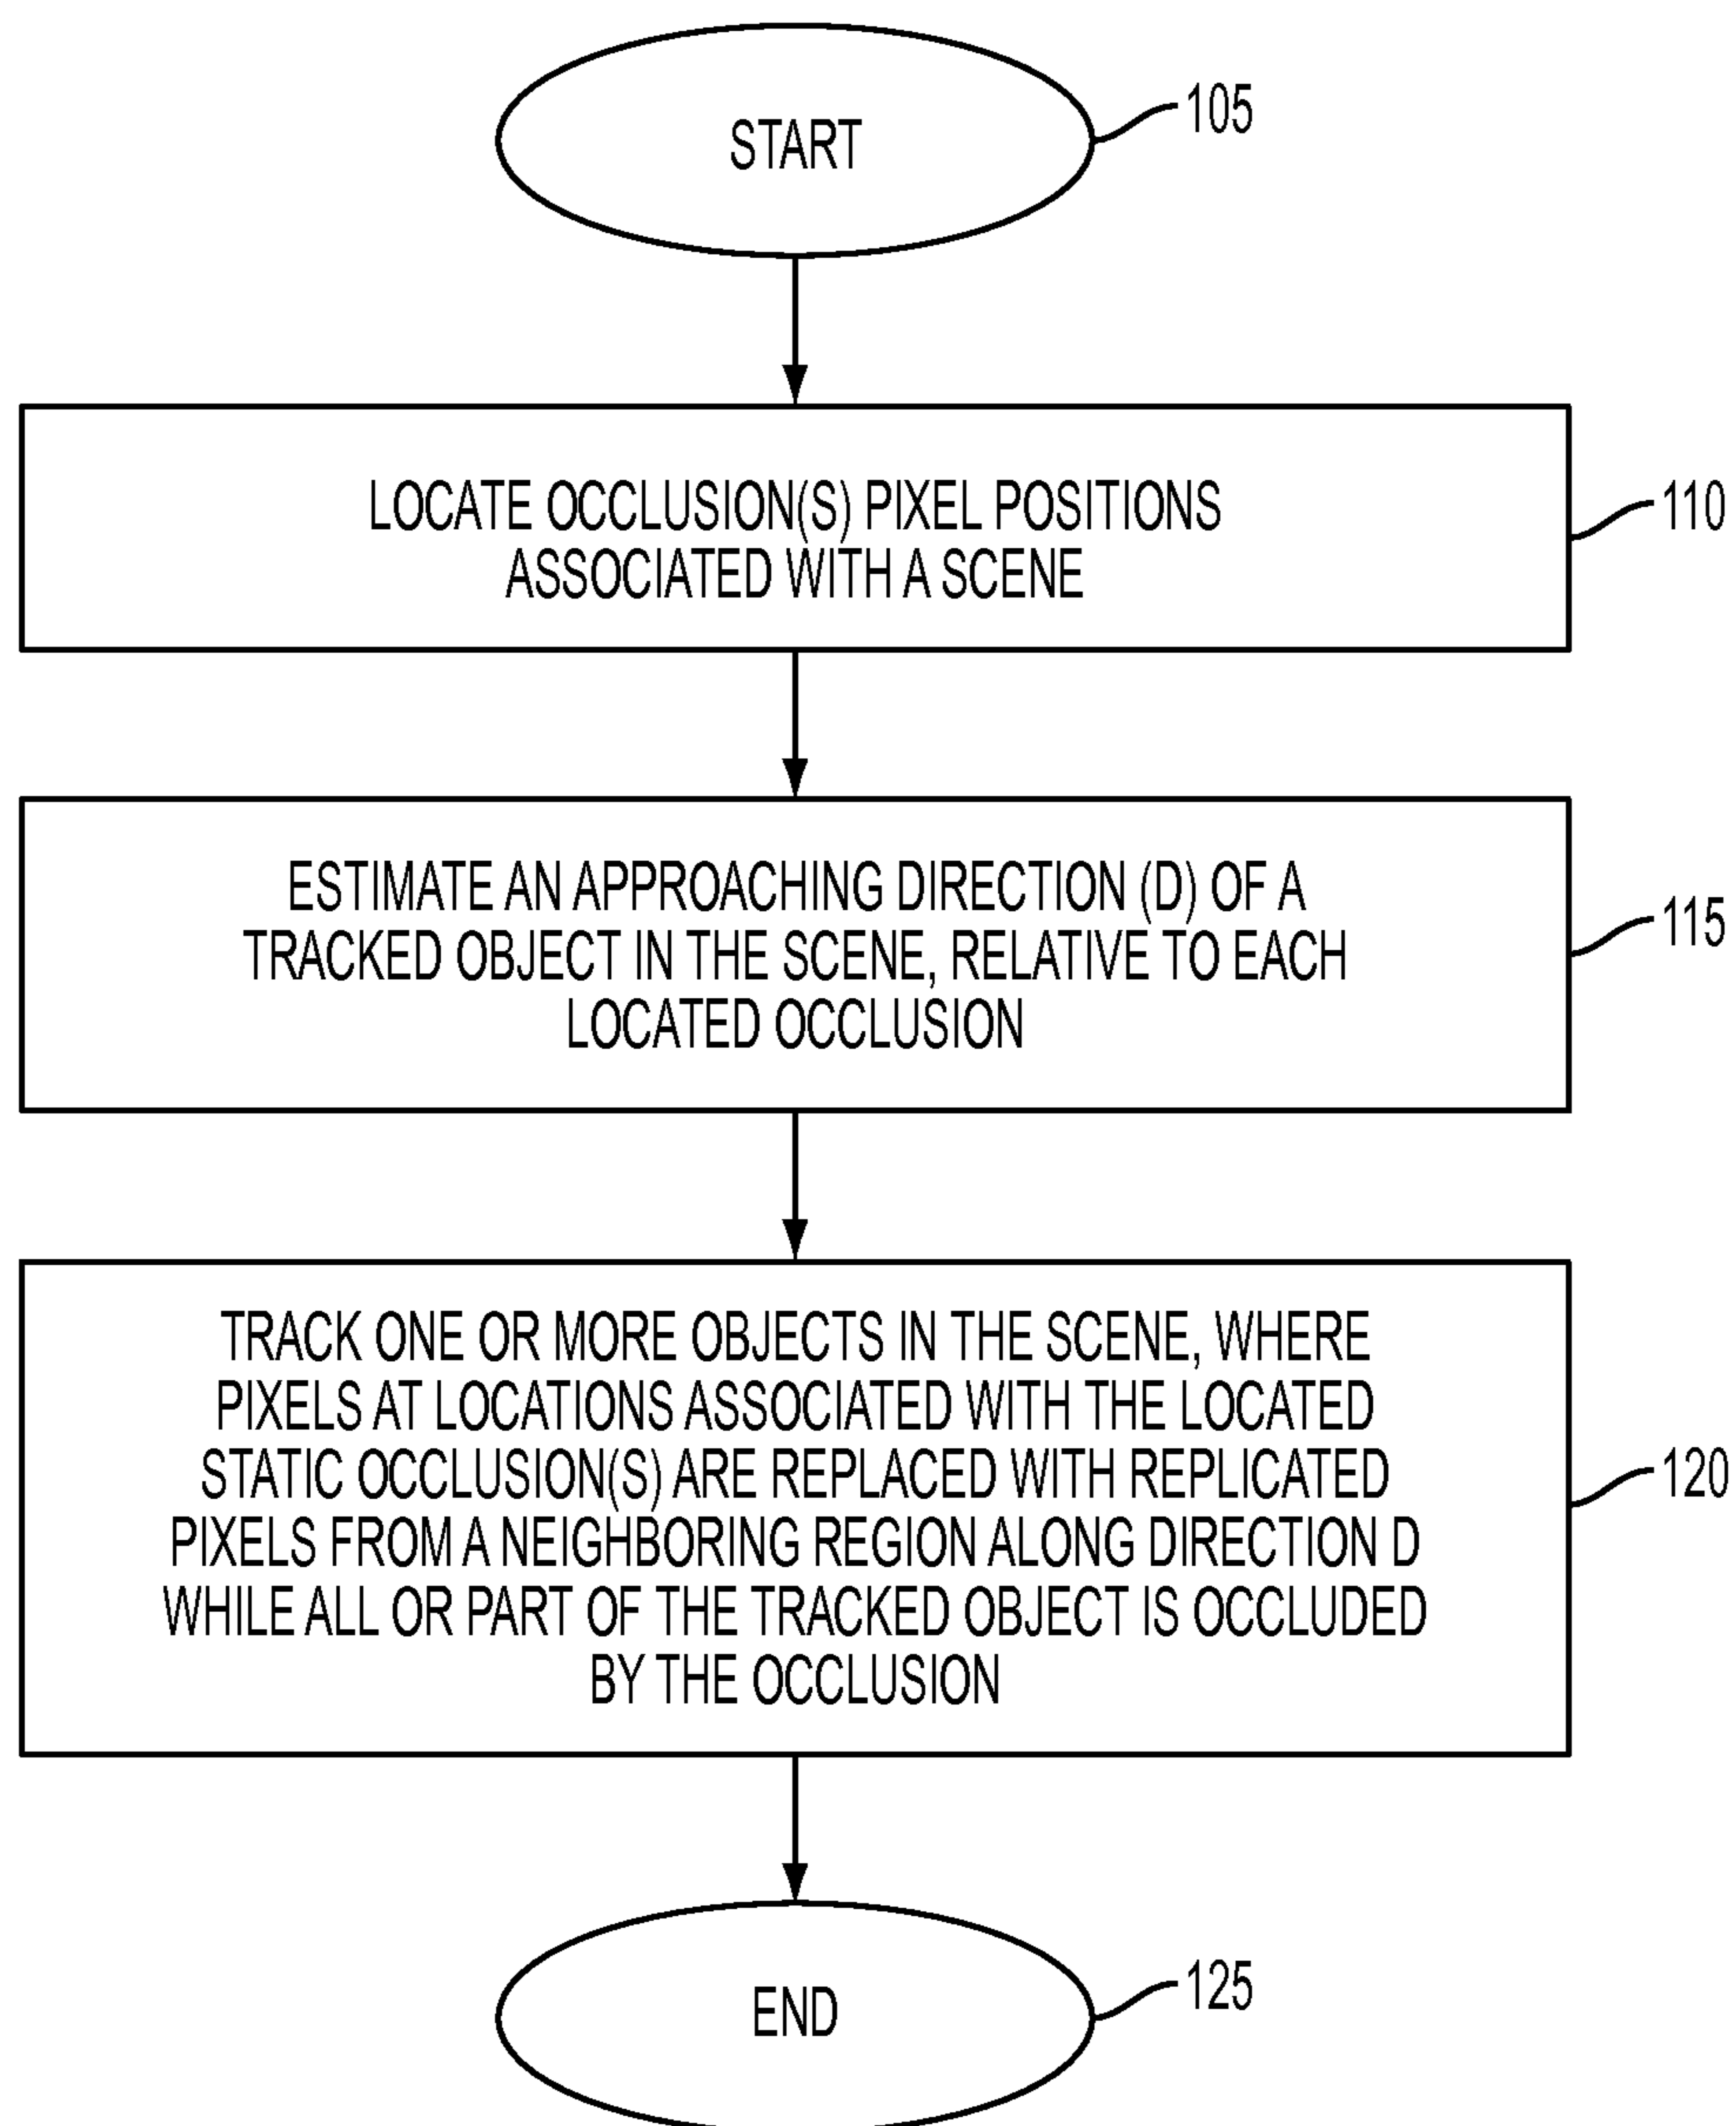 START
105
LOCATE OCCLUSION(S) PIXEL POSITIONS
ASSOCIATED WITH A SCENE
110
ESTIMATE AN APPROACHING DIRECTION (D) OF A
TRACKED OBJECT IN THE SCENE, RELATIVE TO EACH
LOCATED OCCLUSION
115
TRACK ONE OR MORE OBJECTS IN THE SCENE, WHERE
PIXELS AT LOCATIONS ASSOCIATED WITH THE LOCATED
STATIC OCCLUSION(S) ARE REPLACED WITH REPLICATED
PIXELS FROM A NEIGHBORING REGION ALONG DIRECTION D
WHILE ALL OR PART OF THE TRACKED OBJECT IS OCCLUDED
BY THE OCCLUSION
120
END
125